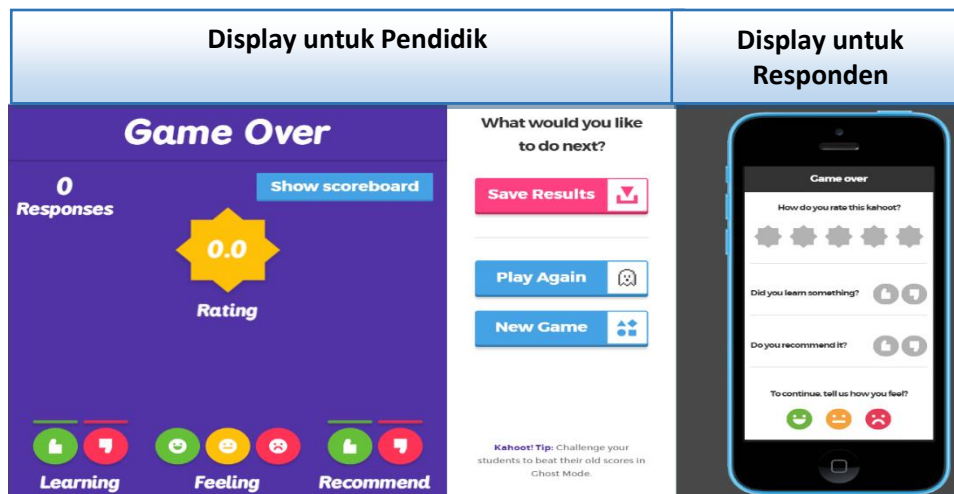 Display untuk Pendidik
Display untuk
Responden
Game Over
0
Responses
Show scoreboard
0.0
Rating
Learning
Feeling
Recommend
What would you like
to do next?
Save Results
Play Again
New Game
Kahoot! Tip: Challenge your
students to beat their old scores in
Ghost Mode.
Game over
How do you rate this kahoot?
Did you learn something?
Do you recommend it?
To continue, tell us how you feel?